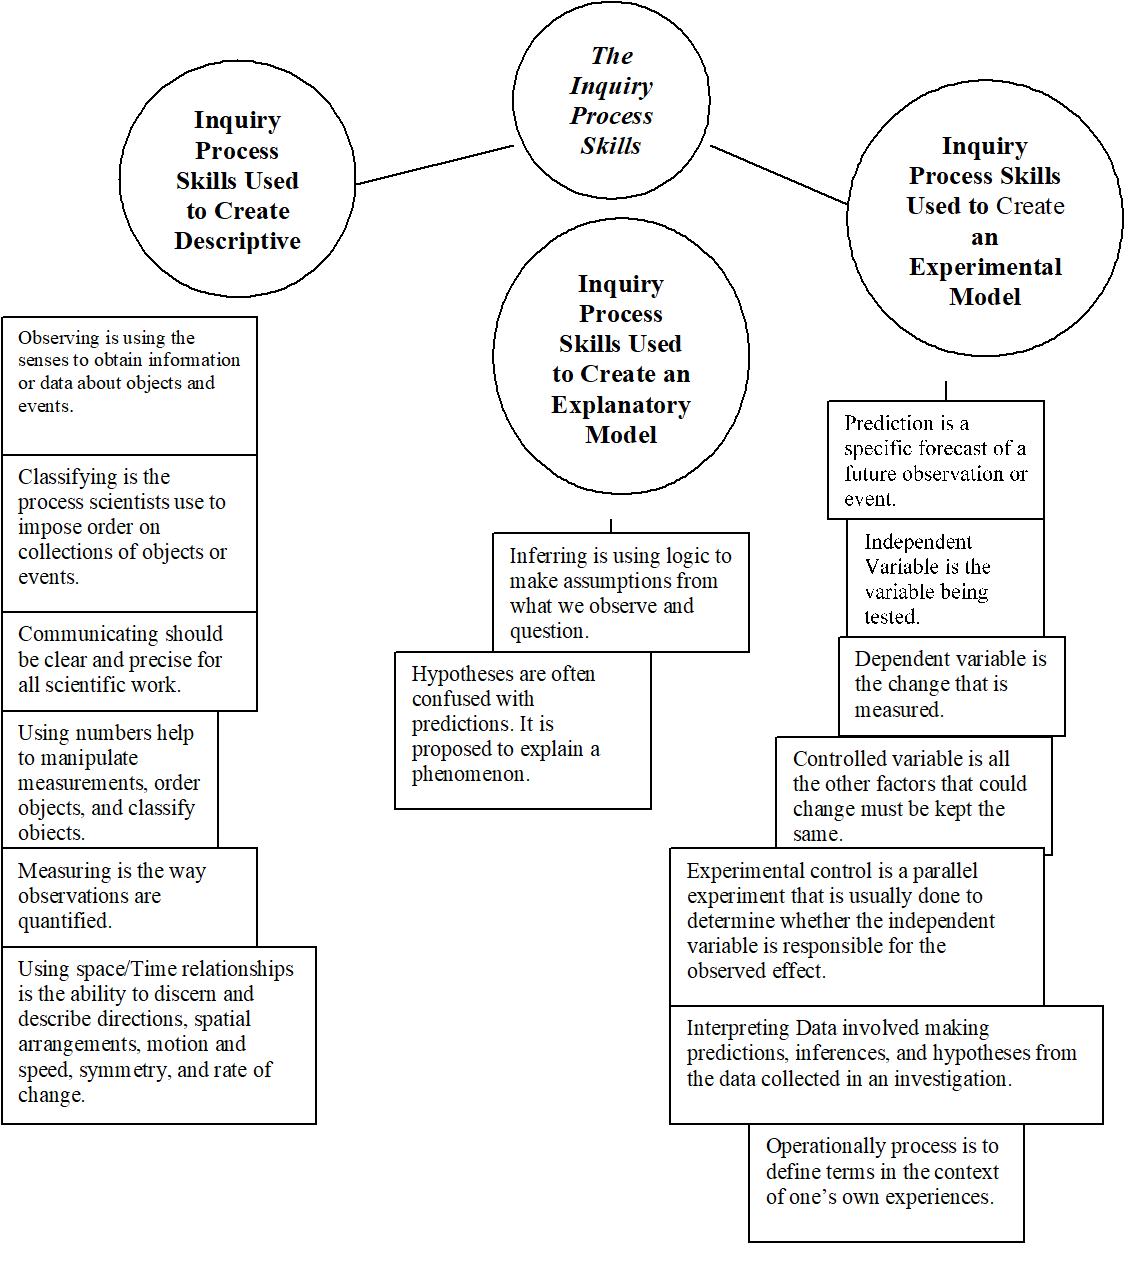 The
Inquiry
Process
Skills
Inquiry
Process
Skills Used
to Create
Descriptive
Inquiry
Process
Skills Used
to Create an
Explanatory
Model
Inquiry
Process Skills
Used to Create
an
Experimental
Model
Observing is using the
senses to obtain information
or data about objects and
events.
Classifying is the
process scientists use to
impose order on
collections of objects or
events.
Communicating should
be clear and precise for
all scientific work.
Using numbers help
to manipulate
measurements, order
objects, and classify
objects.
Measuring is the way
observations are
quantified.
Using space/Time relationships
is the ability to discern and
describe directions, spatial
arrangements, motion and
speed, symmetry, and rate of
change.
Inferring is using logic to
make assumptions from
what we observe and
question.
Hypotheses are often
confused with
predictions. It is
proposed to explain a
phenomenon.
Prediction is a
specific forecast of a
future observation or
event.
Independent
Variable is the
variable being
tested.
Dependent variable is
the change that is
measured.
Controlled variable is all
the other factors that could
change must be kept the
same.
Experimental control is a parallel
experiment that is usually done to
determine whether the independent
variable is responsible for the
observed effect.
Interpreting Data involved making
predictions, inferences, and hypotheses from
the data collected in an investigation.
Operationally process is to
define terms in the context
of one’s own experiences.